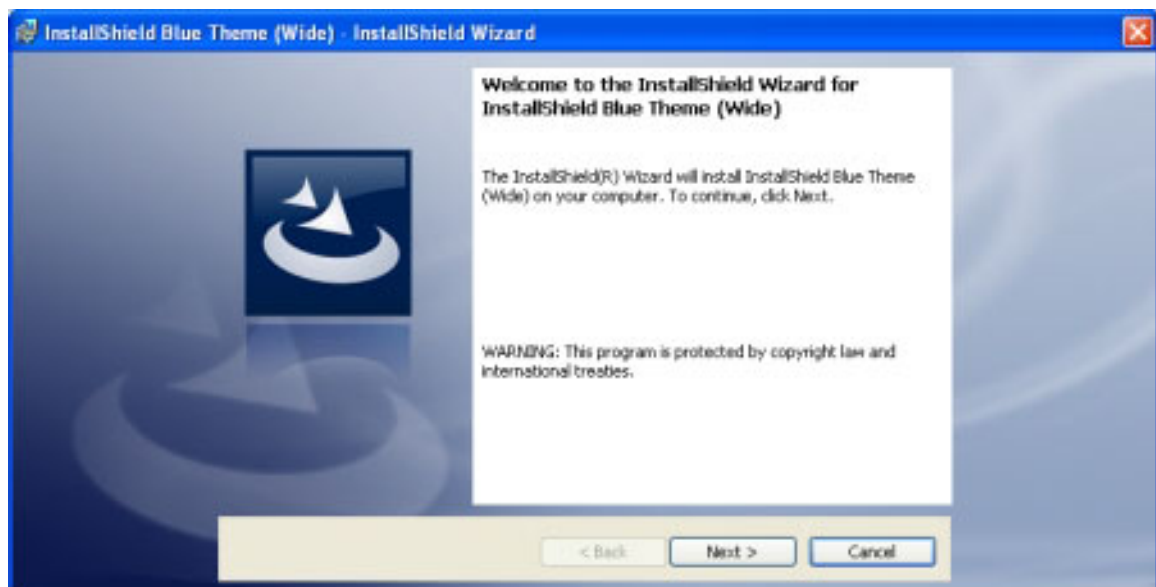 InstallShield Blue Theme (Wide) - InstallShield Wizard
Welcome to the InstallShield Wizard for
InstallShield Blue Theme (Wide)
The InstallShield(R) Wizard will install InstallShield Blue Theme
(Wide) on your computer. To continue, click Next.
WARNING: This program is protected by copyright law and
international treaties.
< Back
Next >
Cancel